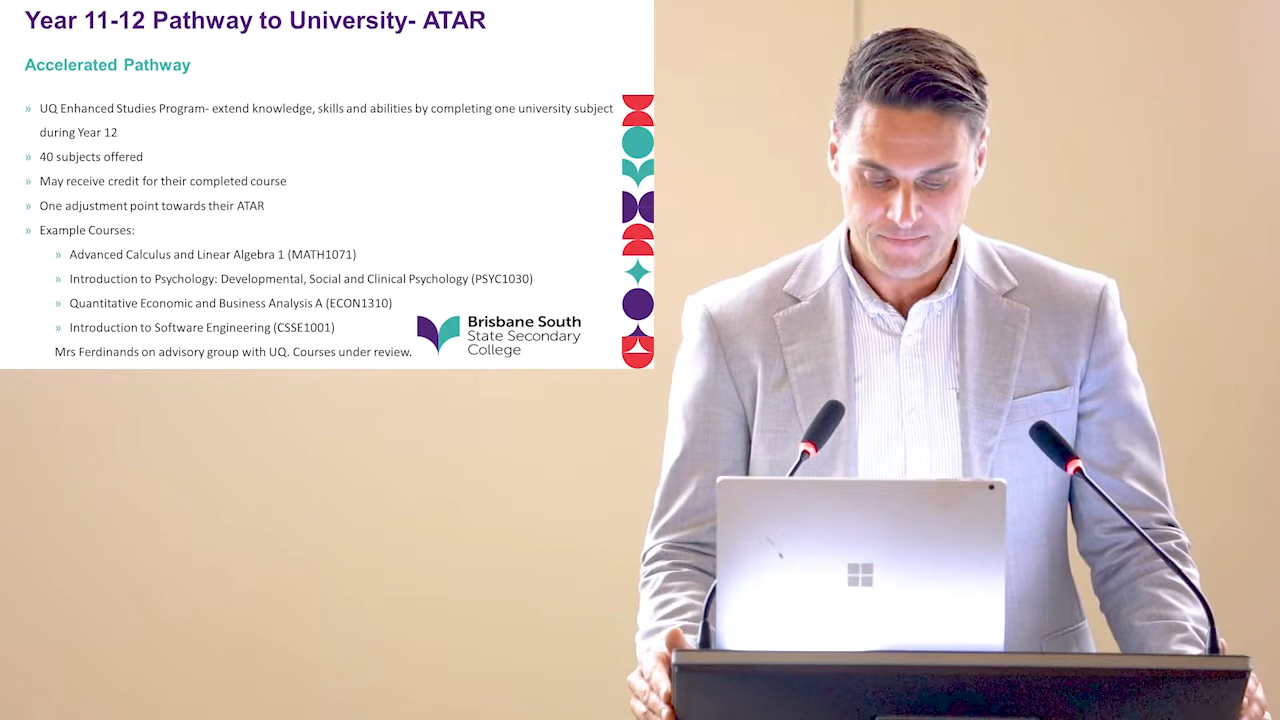 Year 11-12 Pathway to University- ATAR
Accelerated Pathway
» UQ Enhanced Studies Program- extend knowledge, skills and abilities by completing one university subject
during Year 12
» 40 subjects offered
» May receive credit for their completed course
» One adjustment point towards their ATAR
» Example Courses:
» Advanced Calculus and Linear Algebra 1 (MATH1071)
» Introduction to Psychology: Developmental, Social and Clinical Psychology (PSYC1030)
» Quantitative Economic and Business Analysis A (ECON1310)
» Introduction to Software Engineering (CSSE1001)
Mrs Ferdinands on advisory group with UQ. Courses under review.
Brisbane South
State Secondary
College